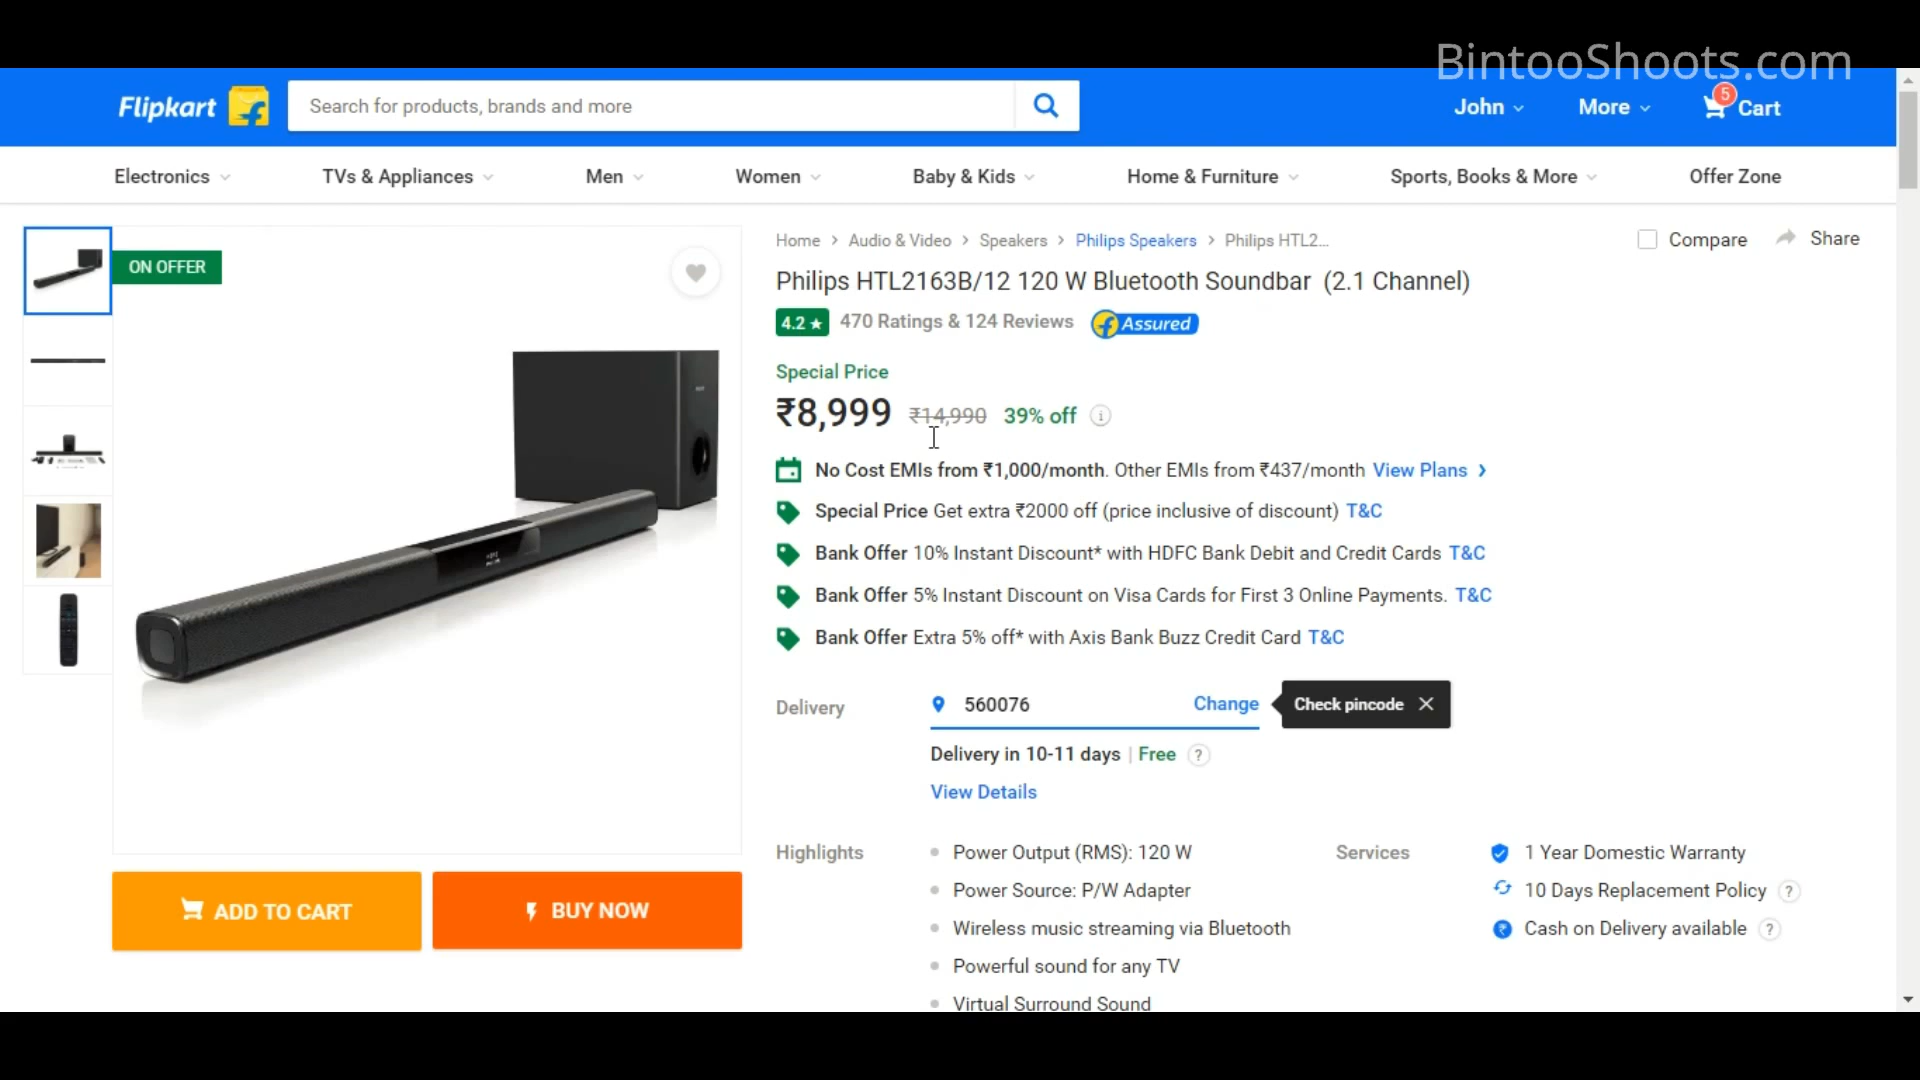 BintooShoots.com
Flipkart
Search for products, brands and more
John
More
5
Cart
Electronics
TVs & Appliances
Men
Women
Baby & Kids
Home & Furniture
Sports, Books & More
Offer Zone
ON OFFER
Home > Audio & Video > Speakers > Philips Speakers > Philips HTL2...
Compare
Share
Philips HTL2163B/12 120 W Bluetooth Soundbar (2.1 Channel)
4.2 ★ 470 Ratings & 124 Reviews Assured
Special Price
₹8,999 ₹14,990 39% off
No Cost EMIs from ₹1,000/month. Other EMIs from ₹437/month View Plans >
Special Price Get extra ₹2000 off (price inclusive of discount) T&C
Bank Offer 10% Instant Discount* with HDFC Bank Debit and Credit Cards T&C
Bank Offer 5% Instant Discount on Visa Cards for First 3 Online Payments. T&C
Bank Offer Extra 5% off* with Axis Bank Buzz Credit Card T&C
Delivery
560076
Change
Check pincode
Delivery in 10-11 days | Free ?
View Details
Highlights
Power Output (RMS): 120 W
Power Source: P/W Adapter
Wireless music streaming via Bluetooth
Powerful sound for any TV
Virtual Surround Sound
Services
1 Year Domestic Warranty
10 Days Replacement Policy ?
Cash on Delivery available ?
ADD TO CART
BUY NOW